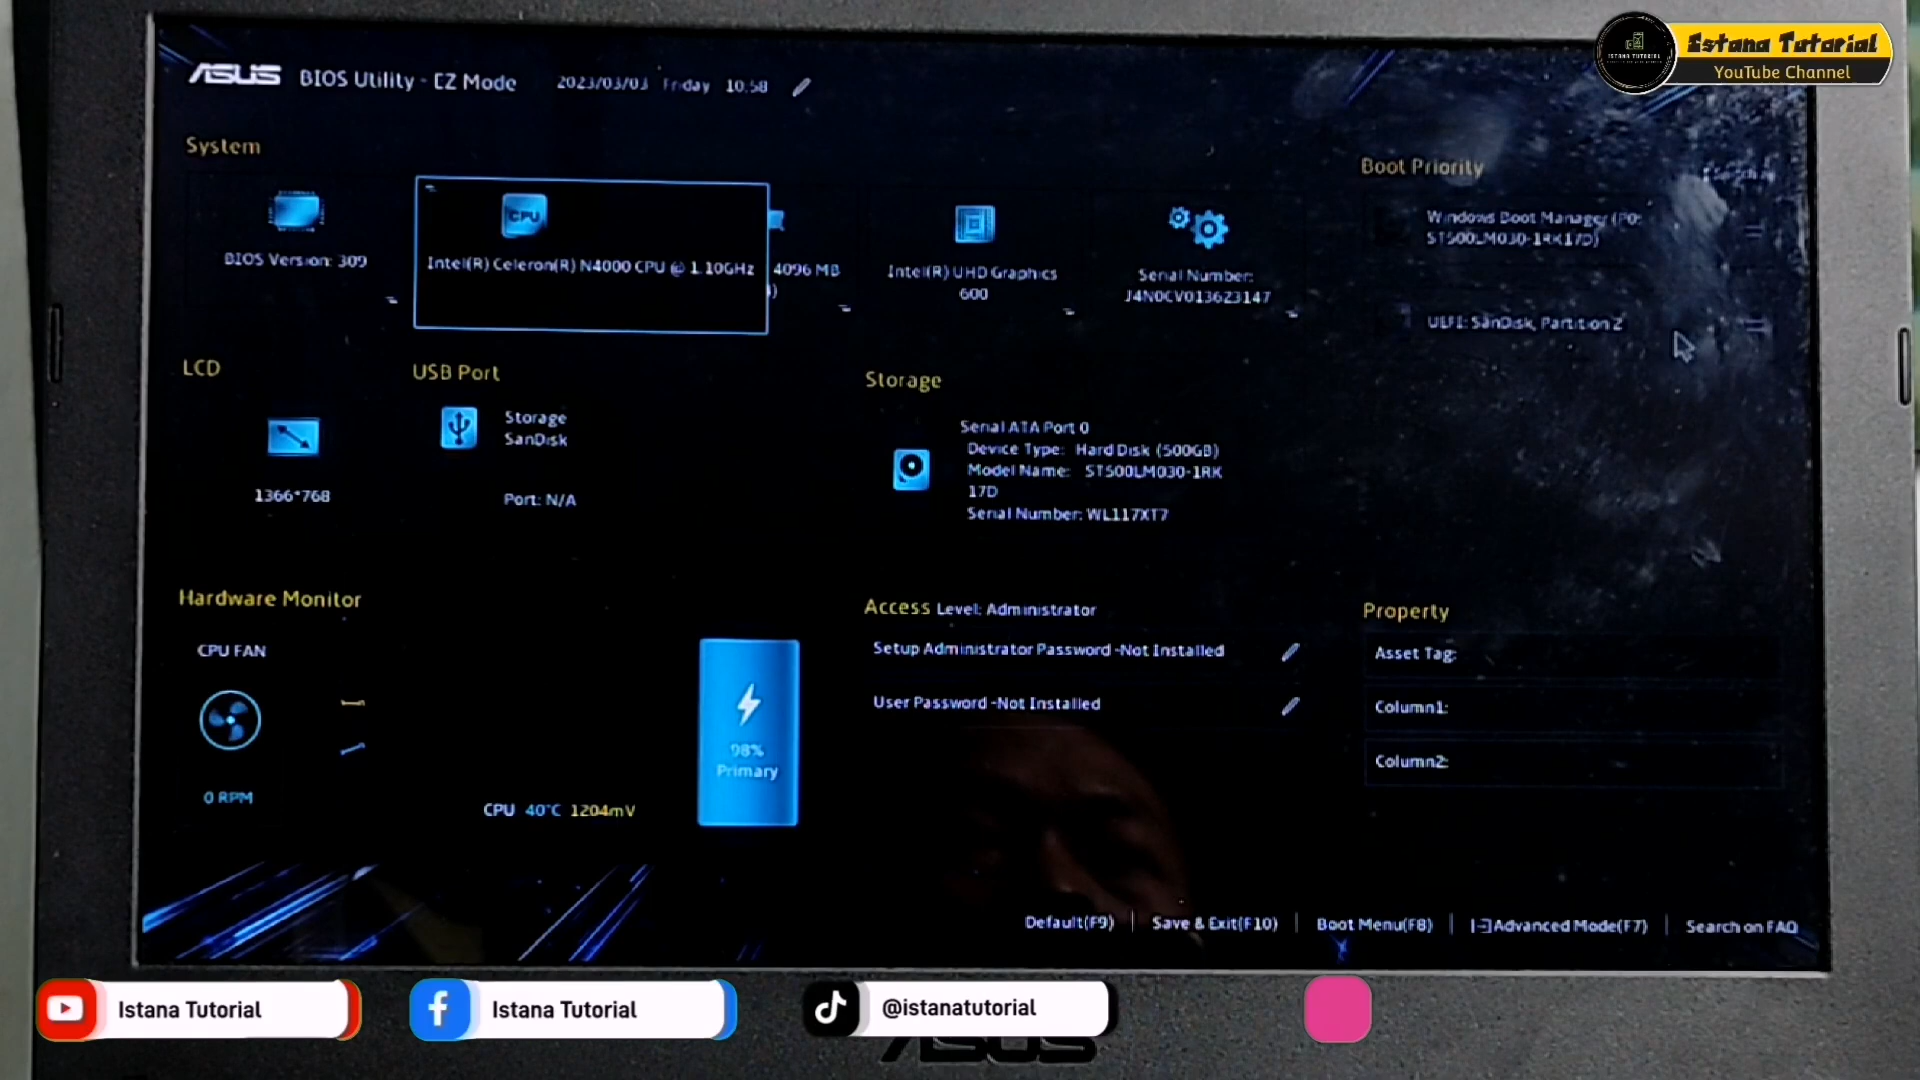 Istana Tutorial
YouTube Channel
ASUS BIOS Utility - EZ Mode 2023/03/03 Friday 10:58
System
BIOS Version: 309
CPU
Intel(R) Celeron(R) N4000 CPU @ 1.10GHz
4096 MB
Intel(R) UHD Graphics
600
Serial Number:
J4N0CV013623147
Boot Priority
Windows Boot Manager (P0:
ST500LM030-1RK17D)
UEFI: SanDisk, Partition 2
LCD
1366*768
USB Port
Storage
SanDisk
Port: N/A
Storage
Serial ATA Port 0
Device Type: Hard Disk (500GB)
Model Name: ST500LM030-1RK
17D
Serial Number: WL117XT7
Hardware Monitor
CPU FAN
0 RPM
CPU 40°C 1204mV
98%
Primary
Access Level: Administrator
Setup Administrator Password -Not Installed
User Password -Not Installed
Property
Asset Tag:
Column1:
Column2:
Default(F9)
Save & Exit(F10)
Boot Menu(F8)
Advanced Mode(F7)
Search on FAQ
Istana Tutorial
Istana Tutorial
@istanatutorial
ASUS